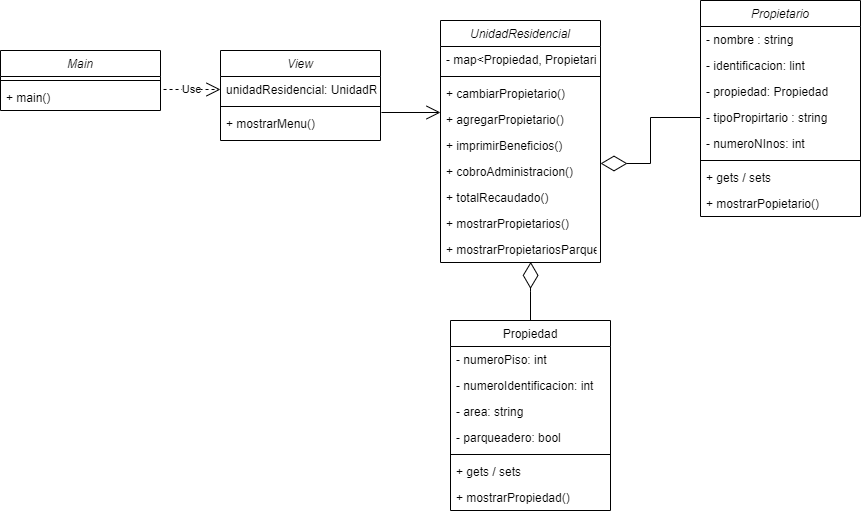 Main
+ main()
Use
View
unidadResidencial: UnidadR
+ mostrarMenu()
UnidadResidencial
- map<Propiedad, Propietari
+ cambiarPropietario()
+ agregarPropietario()
+ imprimirBeneficios()
+ cobroAdministracion()
+ totalRecaudado()
+ mostrarPropietarios()
+ mostrarPropietariosParque
Propietario
- nombre : string
- identificacion: lint
- propiedad: Propiedad
- tipoPropirtario : string
- numeroNInos: int
+ gets / sets
+ mostrarPopietario()
Propiedad
- numeroPiso: int
- numeroIdentificacion: int
- area: string
- parqueadero: bool
+ gets / sets
+ mostrarPropiedad()